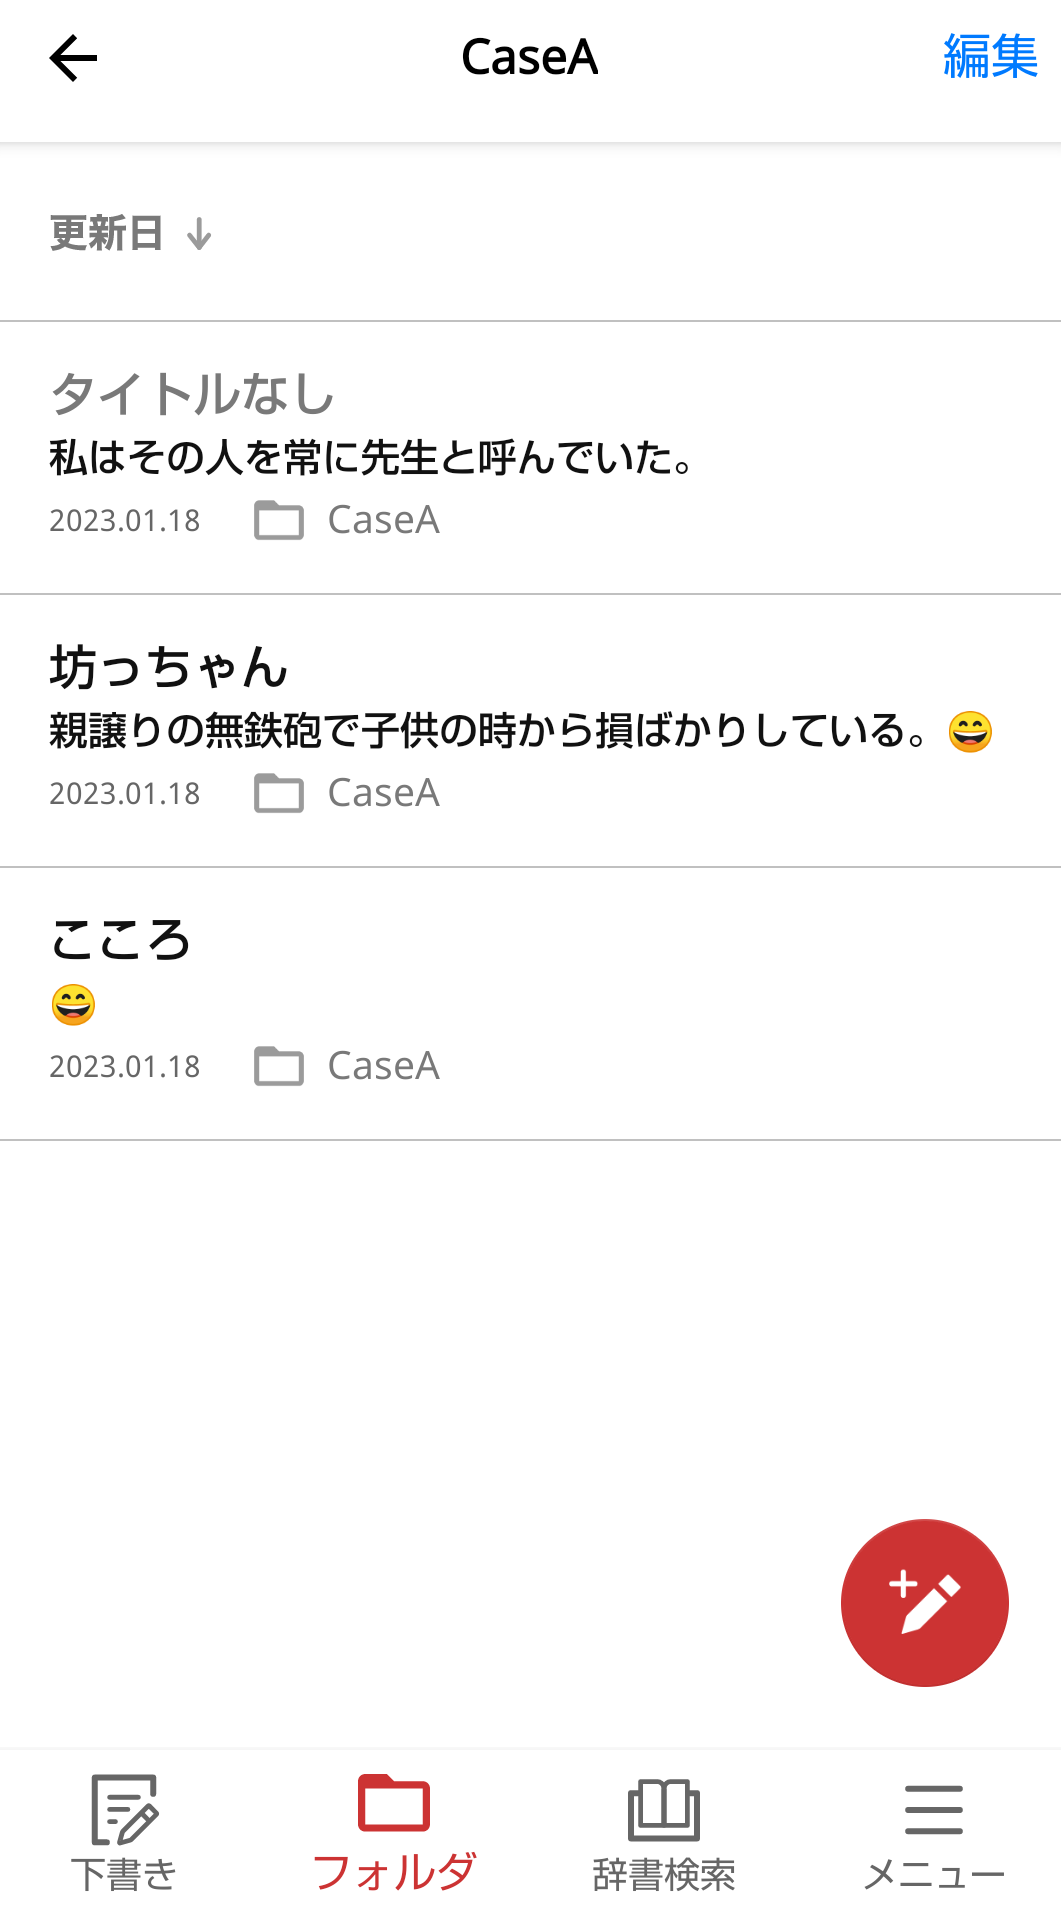 CaseA
編集
更新日 ↓
タイトルなし
私はその人を常に先生と呼んでいた。
2023.01.18 CaseA
坊っちゃん
親譲りの無鉄砲で子供の時から損ばかりしている。😄
2023.01.18 CaseA
こころ
😄
2023.01.18 CaseA
下書き フォルダ 辞書検索 メニュー